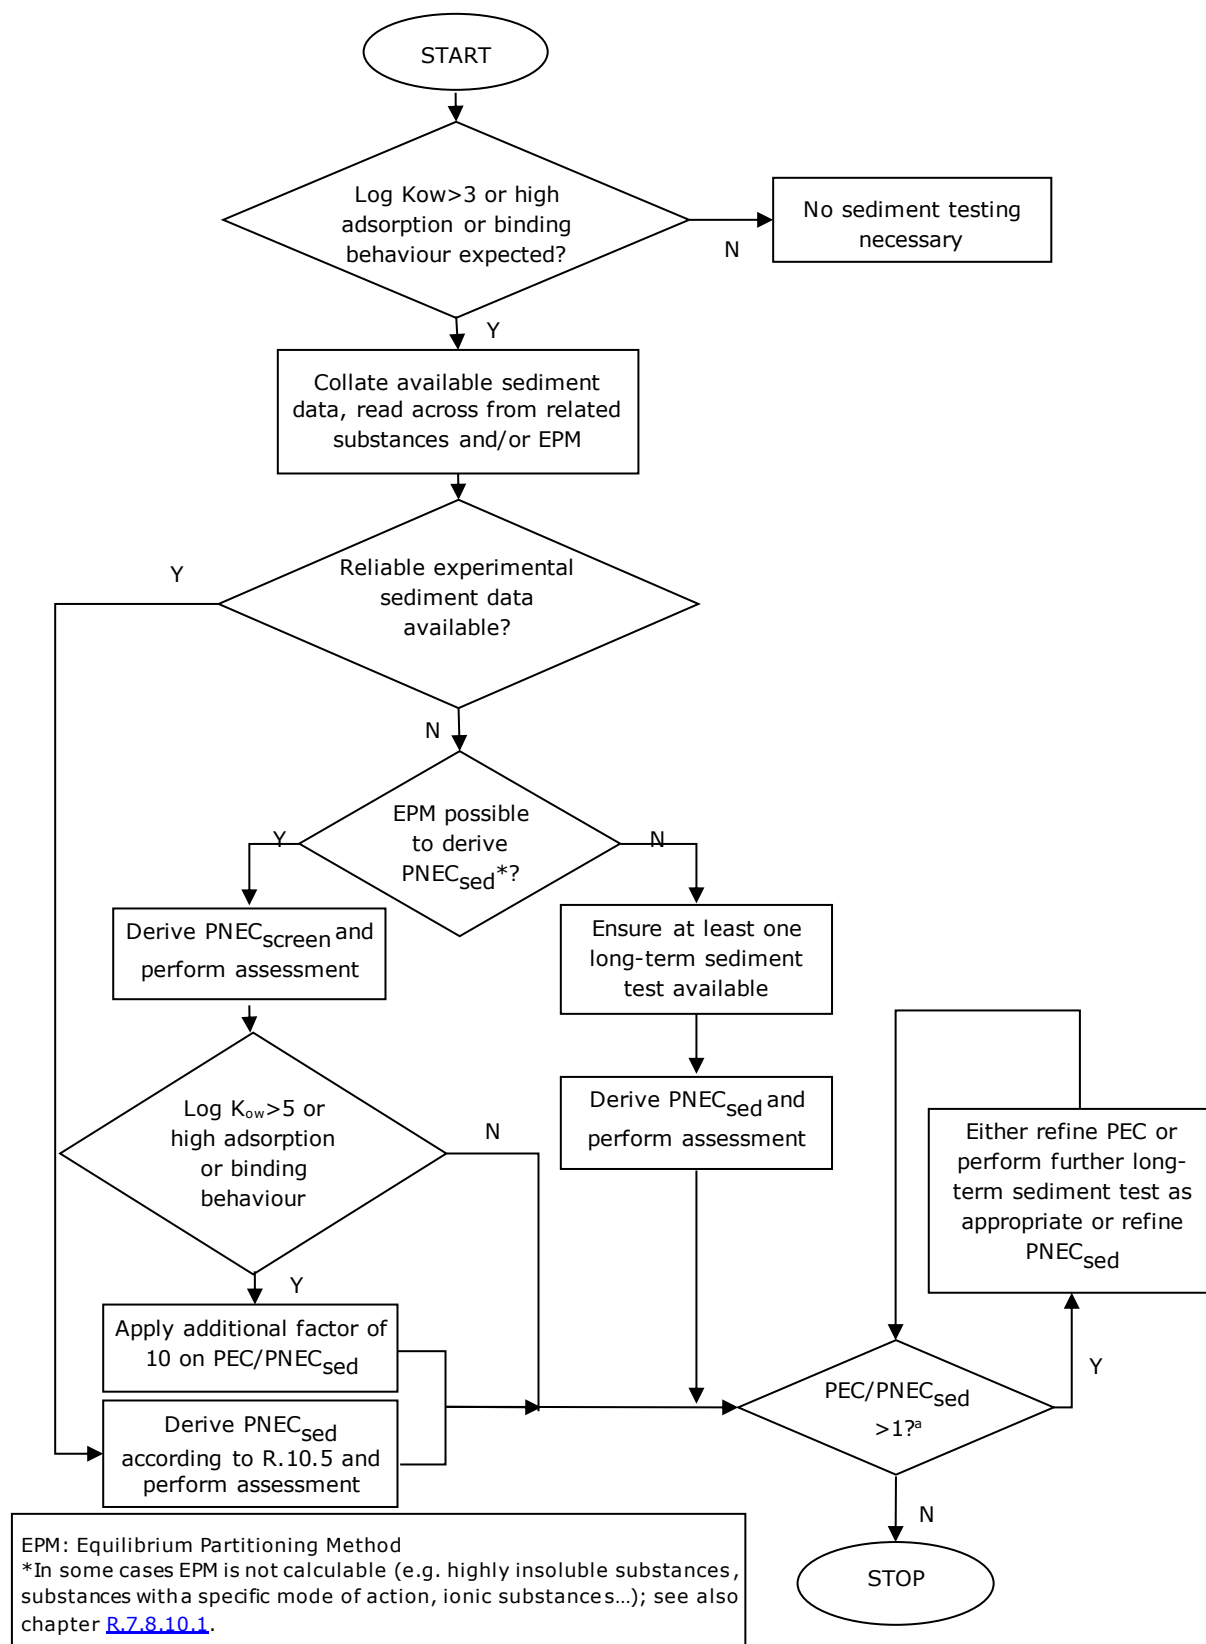 START
Log Kow>3 or high
adsorption or binding
behaviour expected?
N
No sediment testing
necessary
Y
Collate available sediment
data, read across from related
substances and/or EPM
Y
Reliable experimental
sediment data
available?
N
EPM possible
to derive
PNECsed*?
Y
N
Derive PNECscreen and
perform assessment
Ensure at least one
long-term sediment
test available
Log Kow>5 or
high adsorption
or binding
behaviour
N
Derive PNECsed and
perform assessment
Either refine PEC or
perform further long-
term sediment test as
appropriate or refine
PNECsed
Y
Apply additional factor of
10 on PEC/PNECsed
Y
PEC/PNECsed
>1?a
Derive PNECsed
according to R.10.5 and
perform assessment
N
STOP
EPM: Equilibrium Partitioning Method
*In some cases EPM is not calculable (e.g. highly insoluble substances,
substances with a specific mode of action, ionic substances…); see also
chapter R.7.8.10.1.